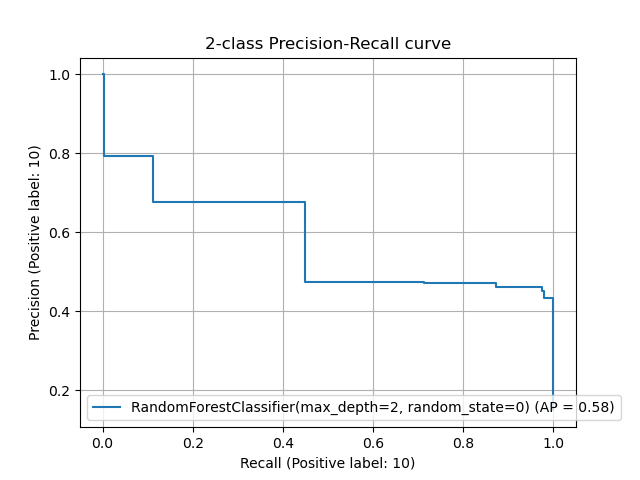 2-class Precision-Recall curve
1.0
0.8
0.6
0.4
0.2
Precision (Positive label: 10)
RandomForestClassifier(max_depth=2, random_state=0) (AP = 0.58)
0.0 0.2 0.4 0.6 0.8 1.0
Recall (Positive label: 10)